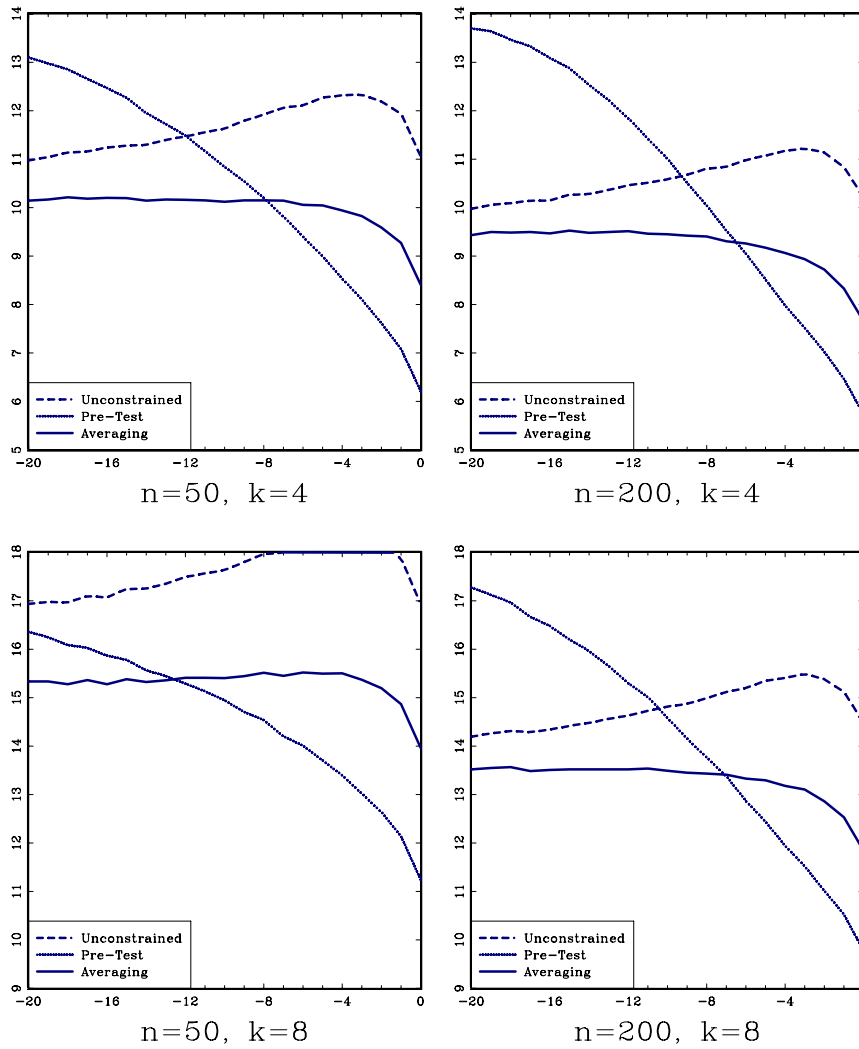 14
13
12
11
10
9
8
7
6
5
Unconstrained
Pre-Test
Averaging
-20 -16 -12 -8 -4 0
n=50, k=4
14
13
12
11
10
9
8
7
6
5
Unconstrained
Pre-Test
Averaging
-20 -16 -12 -8 -4
n=200, k=4
18
17
16
15
14
13
12
11
10
9
Unconstrained
Pre-Test
Averaging
-20 -16 -12 -8 -4 0
n=50, k=8
18
17
16
15
14
13
12
11
10
9
Unconstrained
Pre-Test
Averaging
-20 -16 -12 -8 -4
n=200, k=8